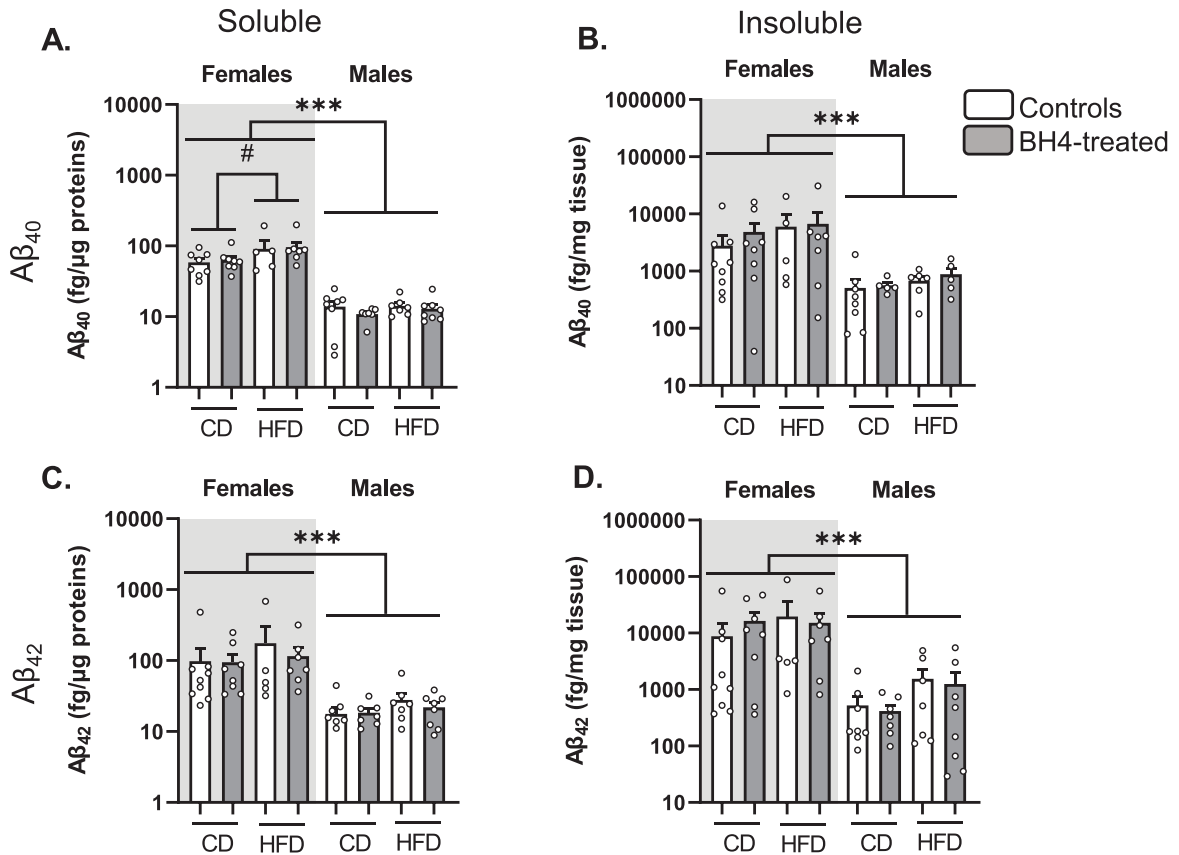 Soluble
Insoluble
A.
Females Males
10000
1000
100
10
1
***
#
Aβ40 (fg/µg proteins)
Aβ40
CD HFD CD HFD
B.
Females Males
1000000
100000
10000
1000
100
10
***
Aβ40 (fg/mg tissue)
CD HFD CD HFD
Controls
BH4-treated
C.
Females Males
10000
1000
100
10
1
***
Aβ42 (fg/µg proteins)
Aβ42
CD HFD CD HFD
D.
Females Males
1000000
100000
10000
1000
100
10
***
Aβ42 (fg/mg tissue)
CD HFD CD HFD